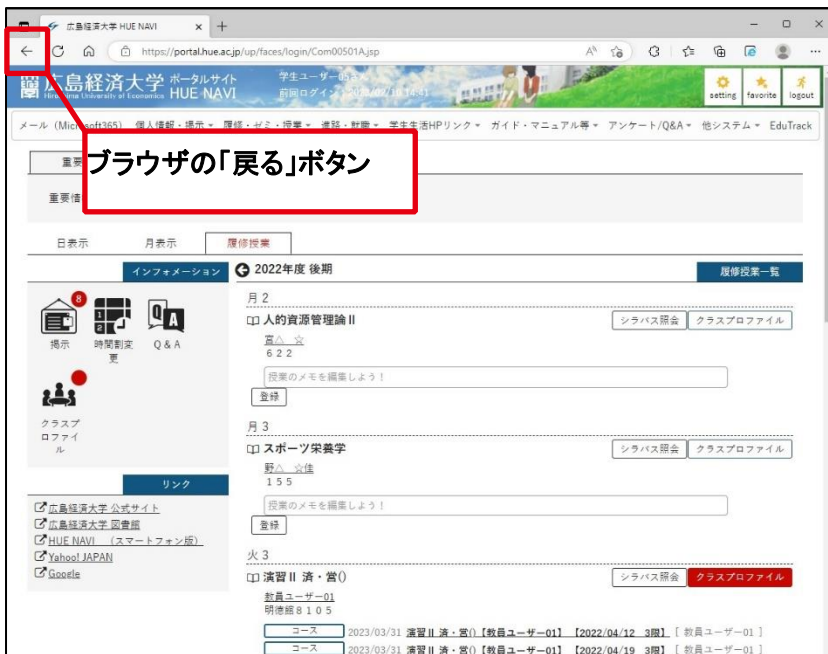 広島経済大学 HUE NAVI
https://portal.hue.ac.jp/up/faces/login/Com00501A.jsp
広島経済大学 ポータルサイト HUE NAVI
Hiroshima University of Economics
学生ユーザー
前回ログイン
setting favorite logout
メール (Microsoft365) 個人情報・掲示 履修・ゼミ・授業 進路・就職 学生生活HPリンク ガイド・マニュアル等 アンケート/Q&A 他システム EduTrack
重要
ブラウザの「戻る」ボタン
重要情
日表示 月表示 履修授業
インフォメーション
2022年度 後期
履修授業一覧
8
掲示
時間割変更
Q & A
クラスプロファイル
月 2
人的資源管理論 II
シラバス照会 クラスプロファイル
宮△ ☆
6 2 2
授業のメモを編集しよう！
登録
月 3
スポーツ栄養学
シラバス照会 クラスプロファイル
野△ ☆佳
1 5 5
授業のメモを編集しよう！
登録
リンク
広島経済大学 公式サイト
広島経済大学 図書館
HUE NAVI （スマートフォン版）
Yahoo! JAPAN
Google
火 3
演習 II 済・営()
シラバス照会 クラスプロファイル
教員ユーザー01
明徳館８１０５
コース 2023/03/31 演習 II 済・営()【教員ユーザー01】 【2022/04/12 3限】 [ 教員ユーザー01 ]
コース 2023/03/31 演習 II 済・営()【教員ユーザー01】 【2022/04/19 3限】 [ 教員ユーザー01 ]